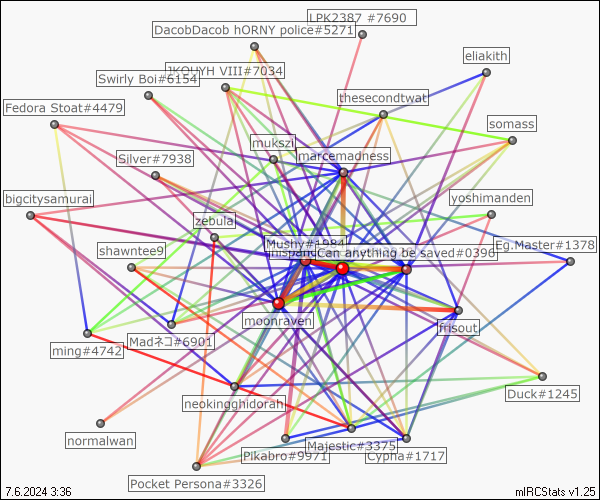 LPK2387 #7690
DacobDacob hORNY police#5271
eliakith
JKOUYH VIII#7034
Swirly Boi#6154
thesecondtwat
Fedora Stoat#4479
somass
mukszi
marcemadness
Silver#7938
bigcitysamurai
yoshimanden
zebula
Mushy#1984
Eg.Master#1378
shawntee9
Can anything be saved#0396
moonraven
frisout
Madネコ#6901
ming#4742
Duck#1245
neokingghidorah
normalwan
Majestic#3375
Pikabro#9971
Cypha#1717
Pocket Persona#3326
7.6.2024 3:36
mIRCStats v1.25